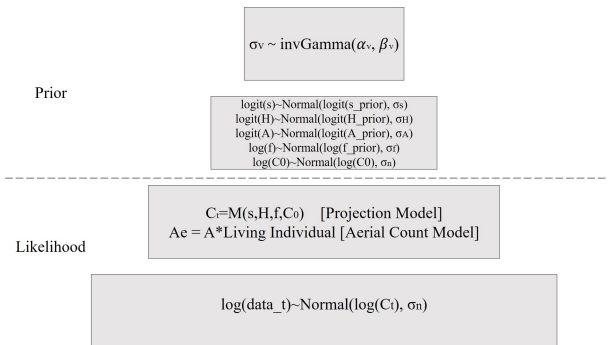 σv ~ invGamma(αv, βv)
Prior
logit(s)~Normal(logit(s_prior), σs)
logit(H)~Normal(logit(H_prior), σH)
logit(A)~Normal(logit(A_prior), σA)
log(f)~Normal(log(f_prior), σf)
log(C0)~Normal(log(C0), σn)
Ct=M(s,H,f,C0) [Projection Model]
Ae = A*Living Individual [Aerial Count Model]
Likelihood
log(data_t)~Normal(log(Ct), σn)